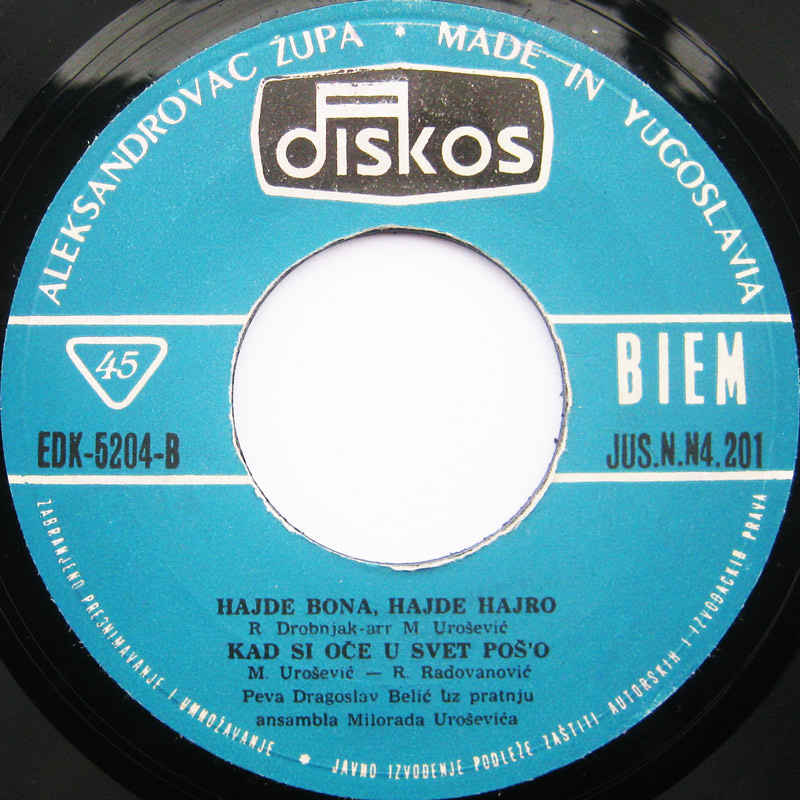 ALEKSANDROVAC ŽUPA * MADE IN YUGOSLAVIA
diskos
45
BIEM
EDK-5204-B
JUS.N.N4.201
HAJDE BONA, HAJDE HAJRO
R Drobnjak-arr M Urošević
KAD SI OČE U SVET POŠ'O
M. Urošević — R. Radovanović
Peva Dragoslav Belić uz pratnju
ansambla Milorada Uroševića
ZABRANJENO PRESNIMAVANJE I UMNOŽAVANJE * JAVNO IZVOĐENJE PODLEŽE ZAŠTITI AUTORSKIH I IZVOĐAČKIH PRAVA